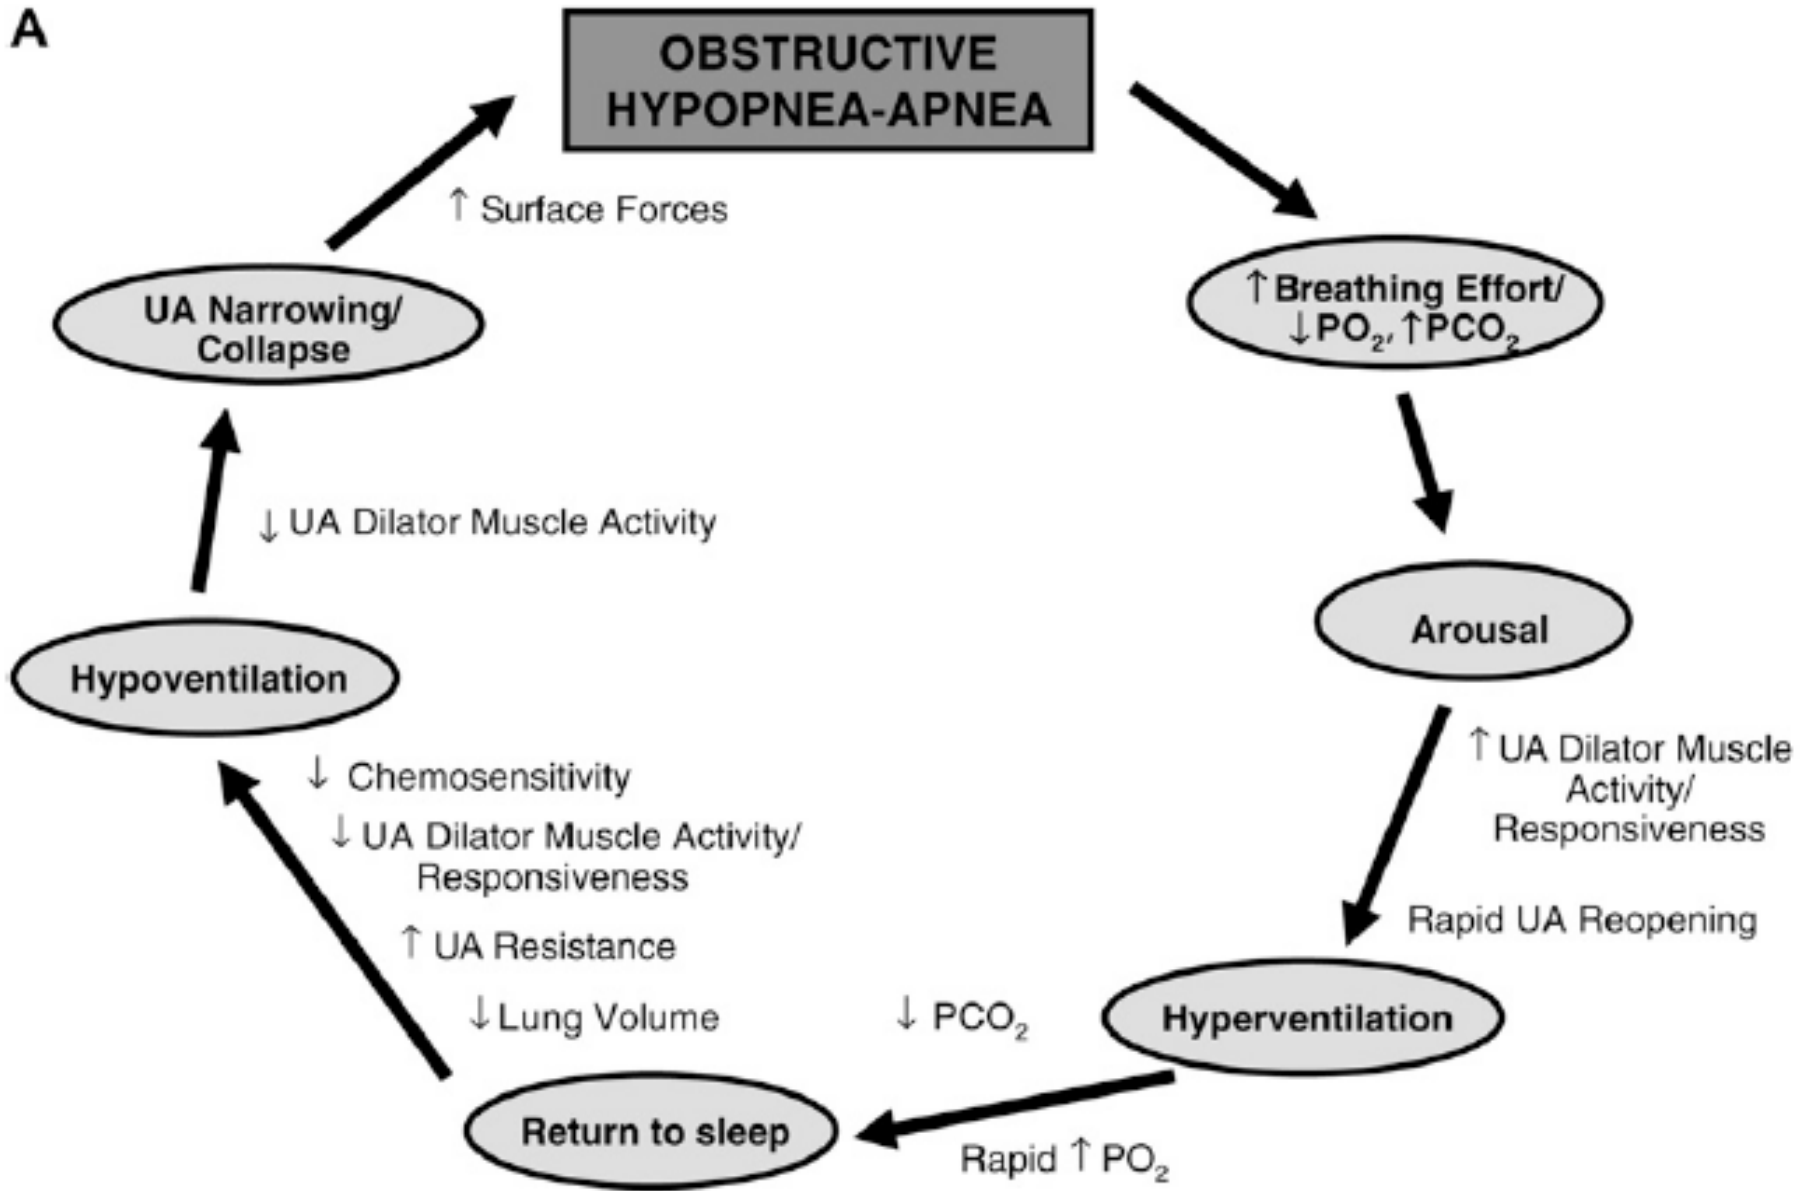 A
OBSTRUCTIVE
HYPOPNEA-APNEA
↑ Surface Forces
UA Narrowing/
Collapse
↑Breathing Effort/
↓PO₂,↑PCO₂
↓ UA Dilator Muscle Activity
Arousal
Hypoventilation
↑ UA Dilator Muscle
Activity/
Responsiveness
↓ Chemosensitivity
↓ UA Dilator Muscle Activity/
Responsiveness
Rapid UA Reopening
↑ UA Resistance
↓Lung Volume
↓ PCO₂
Hyperventilation
Return to sleep
Rapid ↑ PO₂